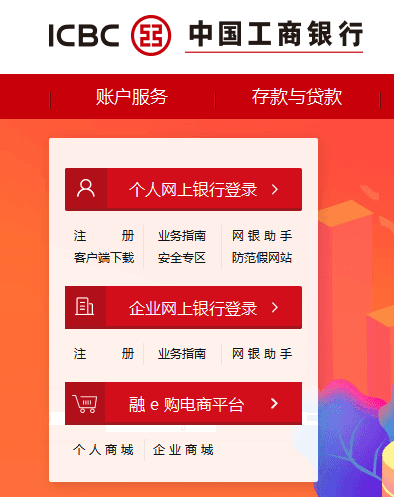 ICBC 中国工商银行
账户服务 存款与贷款
个人网上银行登录
注 册 业务指南 网银助手
客户端下载 安全专区 防范假网站
企业网上银行登录
注 册 业务指南 网银助手
融e购电商平台
个人商城 企业商城